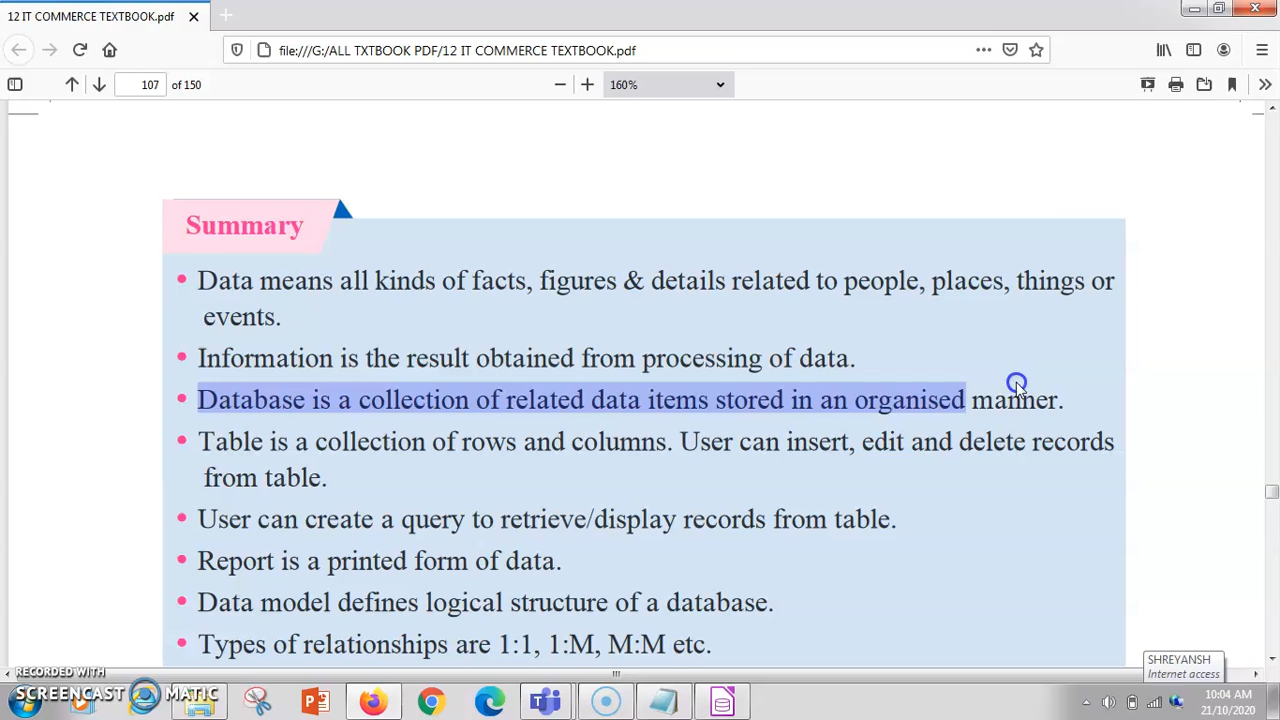 12 IT COMMERCE TEXTBOOK.pdf
file:///G:/ALL TXTBOOK PDF/12 IT COMMERCE TEXTBOOK.pdf
107 of 150
160%
Summary
• Data means all kinds of facts, figures & details related to people, places, things or
events.
• Information is the result obtained from processing of data.
• Database is a collection of related data items stored in an organised manner.
• Table is a collection of rows and columns. User can insert, edit and delete records
from table.
• User can create a query to retrieve/display records from table.
• Report is a printed form of data.
• Data model defines logical structure of a database.
• Types of relationships are 1:1, 1:M, M:M etc.
SHREYANSH
Internet access
RECORDED WITH
SCREENCAST MATIC
10:04 AM
21/10/2020